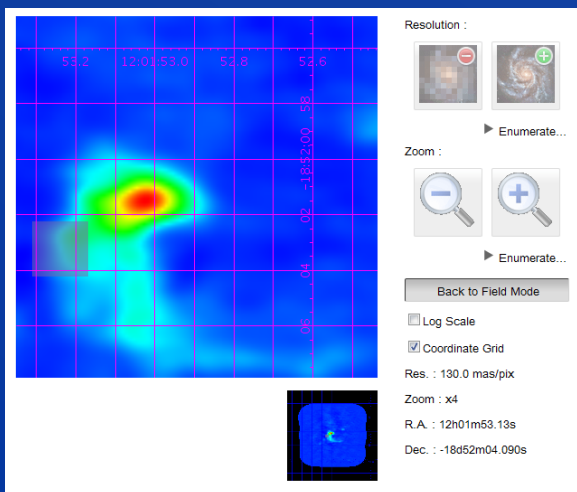 53.2 12:01:53.0 52.8 52.6
58
-18:52:00
02
04
06
Resolution :
Enumerate...
Zoom :
Enumerate...
Back to Field Mode
Log Scale
Coordinate Grid
Res. : 130.0 mas/pix
Zoom : x4
R.A. : 12h01m53.13s
Dec. : -18d52m04.090s